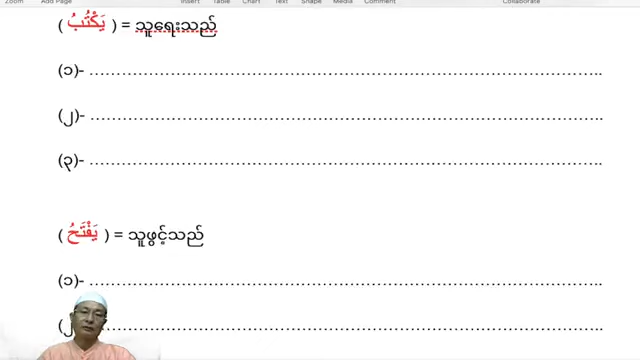 Zoom Add Page Insert Table Chart Text Shape Media Comment Collaborate
( يَكْتُبُ ) = သူရေးသည်
(၁)- ………………………………………………………………………..
(၂)- ………………………………………………………………………..
(၃)- ………………………………………………………………………..
( يَفْتَحُ ) = သူဖွင့်သည်
(၁)- ………………………………………………………………………..
(၂)- ………………………………………………………………………..